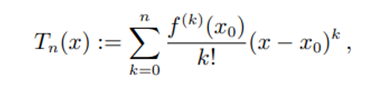 T_n(x) := \sum_{k=0}^{n} \frac{f^{(k)}(x_0)}{k!} (x - x_0)^k ,